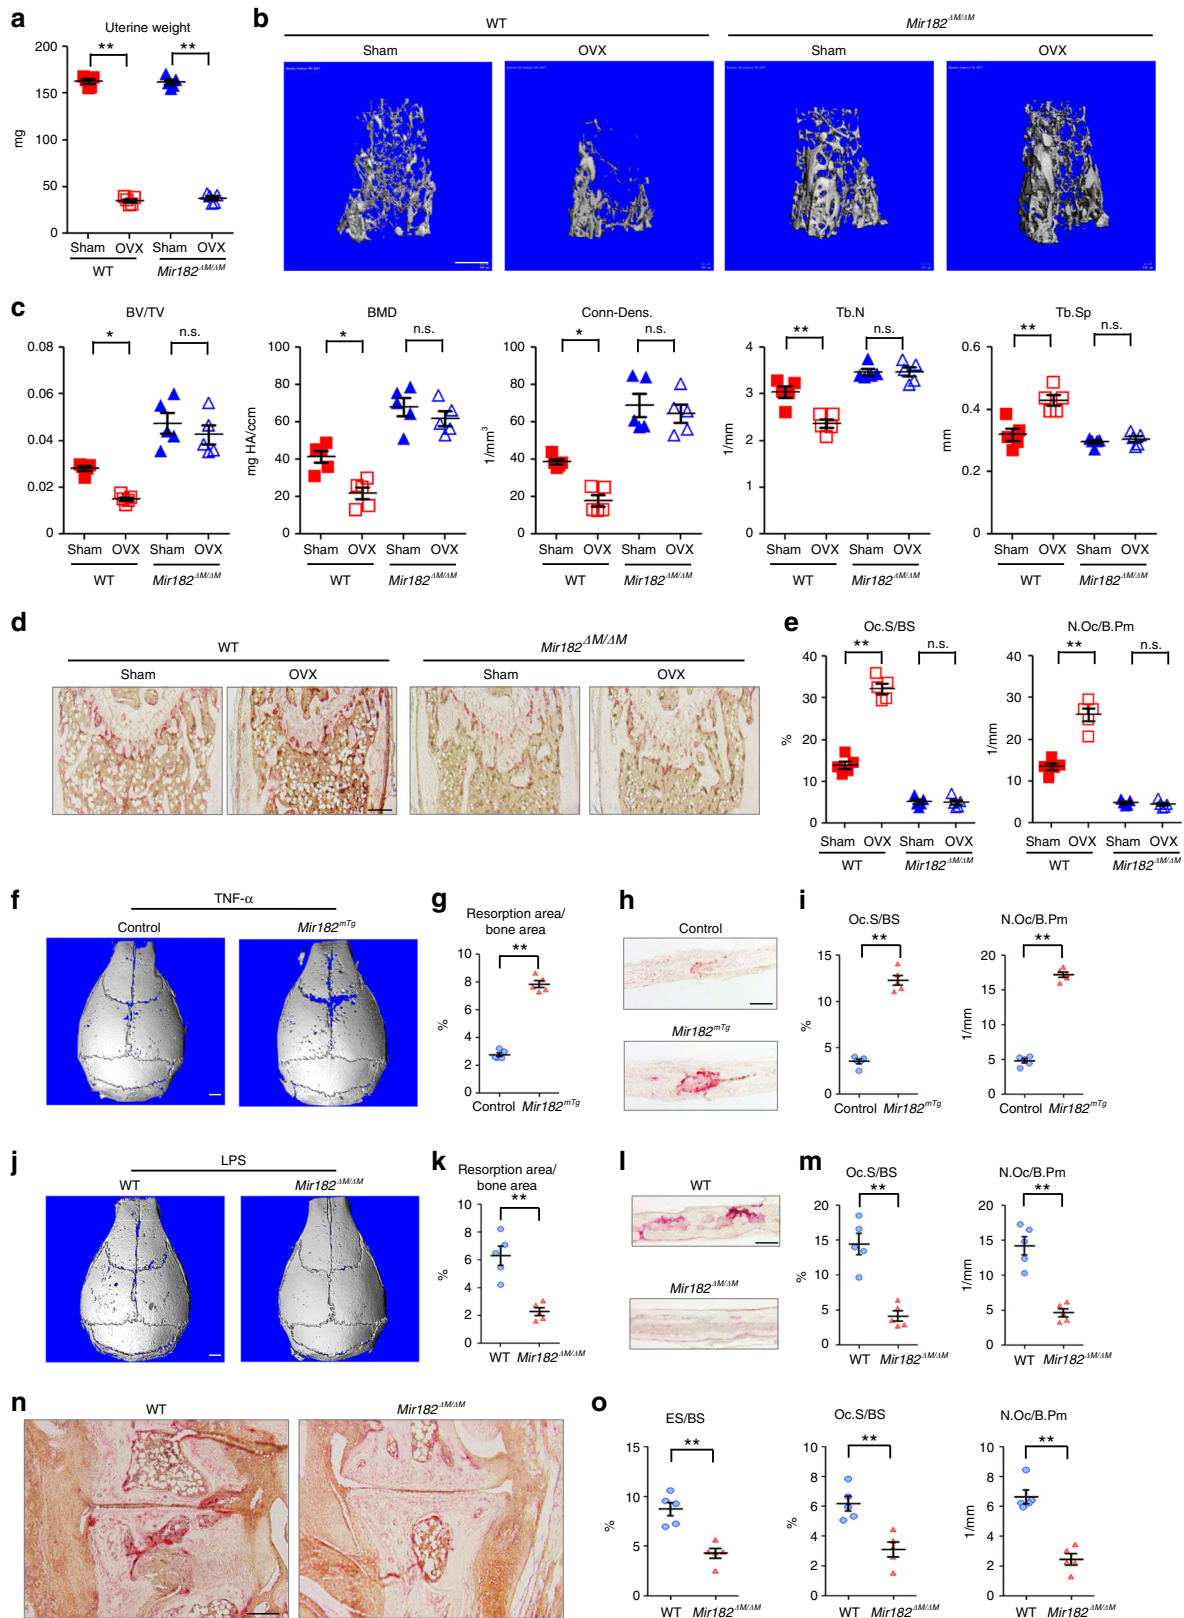 a
Uterine weight
mg
200
150
100
50
0
** **
Sham OVX Sham OVX
WT Mir182ΔM/ΔM
b
WT Mir182ΔM/ΔM
Sham OVX Sham OVX
c
BV/TV
0.08
0.06
0.04
0.02
0
* n.s.
Sham OVX Sham OVX
WT Mir182ΔM/ΔM
BMD
mg HA/ccm
100
80
60
40
20
0
* n.s.
Sham OVX Sham OVX
WT Mir182ΔM/ΔM
Conn-Dens.
1/mm3
100
80
60
40
20
0
* n.s.
Sham OVX Sham OVX
WT Mir182ΔM/ΔM
Tb.N
1/mm
4
3
2
1
0
** n.s.
Sham OVX Sham OVX
WT Mir182ΔM/ΔM
Tb.Sp
mm
0.6
0.4
0.2
0
** n.s.
Sham OVX Sham OVX
WT Mir182ΔM/ΔM
d
WT Mir182ΔM/ΔM
Sham OVX Sham OVX
e
Oc.S/BS
%
40
30
20
10
0
** n.s.
Sham OVX Sham OVX
WT Mir182ΔM/ΔM
N.Oc/B.Pm
1/mm
40
30
20
10
0
** n.s.
Sham OVX Sham OVX
WT Mir182ΔM/ΔM
f
TNF-α
Control Mir182mTg
g
Resorption area/
bone area
%
10
8
6
4
2
0
**
Control Mir182mTg
h
Control
Mir182mTg
i
Oc.S/BS
%
15
10
5
0
**
Control Mir182mTg
N.Oc/B.Pm
1/mm
20
15
10
5
0
**
Control Mir182mTg
j
LPS
WT Mir182ΔM/ΔM
k
Resorption area/
bone area
%
10
8
6
4
2
0
**
WT Mir182ΔM/ΔM
l
WT
Mir182ΔM/ΔM
m
Oc.S/BS
%
20
15
10
5
0
**
WT Mir182ΔM/ΔM
N.Oc/B.Pm
1/mm
20
15
10
5
0
**
WT Mir182ΔM/ΔM
n
WT Mir182ΔM/ΔM
o
ES/BS
%
15
10
5
0
**
WT Mir182ΔM/ΔM
Oc.S/BS
%
10
8
6
4
2
0
**
WT Mir182ΔM/ΔM
N.Oc/B.Pm
1/mm
10
8
6
4
2
0
**
WT Mir182ΔM/ΔM